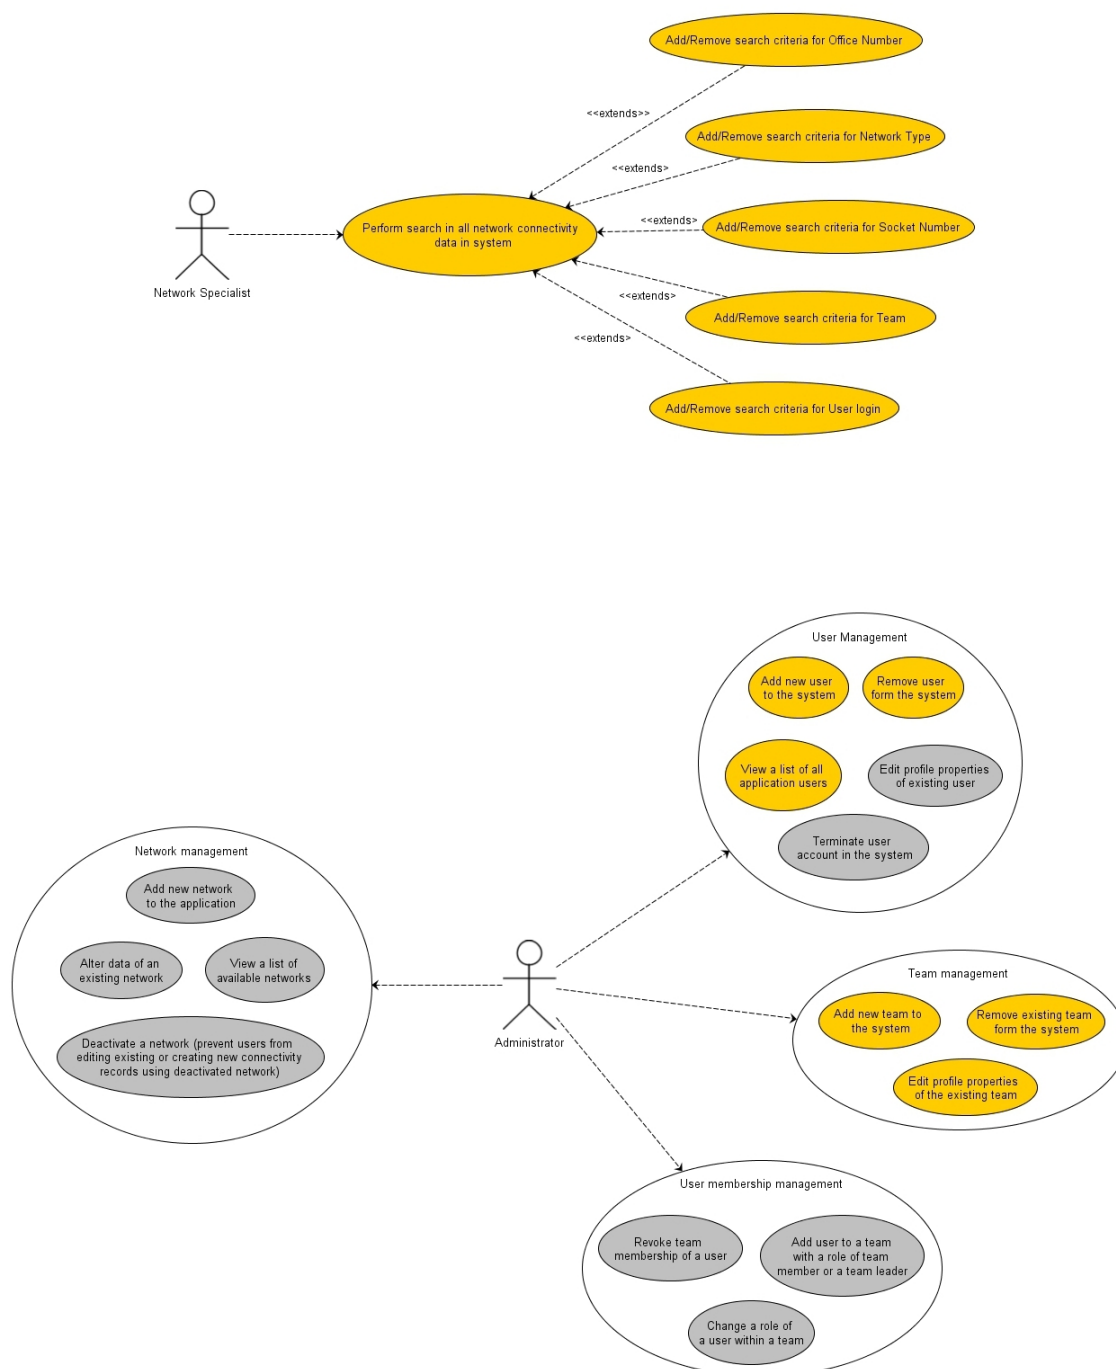 Add/Remove search criteria for Office Number
<<extends>>
Add/Remove search criteria for Network Type
<<extends>
<<extends>
Perform search in all network connectivity
data in system
Add/Remove search criteria for Socket Number
Network Specialist
<<extends>
Add/Remove search criteria for Team
<<extends>
Add/Remove search criteria for User login
User Management
Add new user
to the system
Remove user
form the system
View a list of all
application users
Edit profile properties
of existing user
Terminate user
account in the system
Network management
Add new network
to the application
Alter data of an
existing network
View a list of
available networks
Deactivate a network (prevent users from
editing existing or creating new connectivity
records using deactivated network)
Administrator
Team management
Add new team to
the system
Remove existing team
form the system
Edit profile properties
of the existing team
User membership management
Revoke team
membership of a user
Add user to a team
with a role of team
member or a team leader
Change a role of
a user within a team